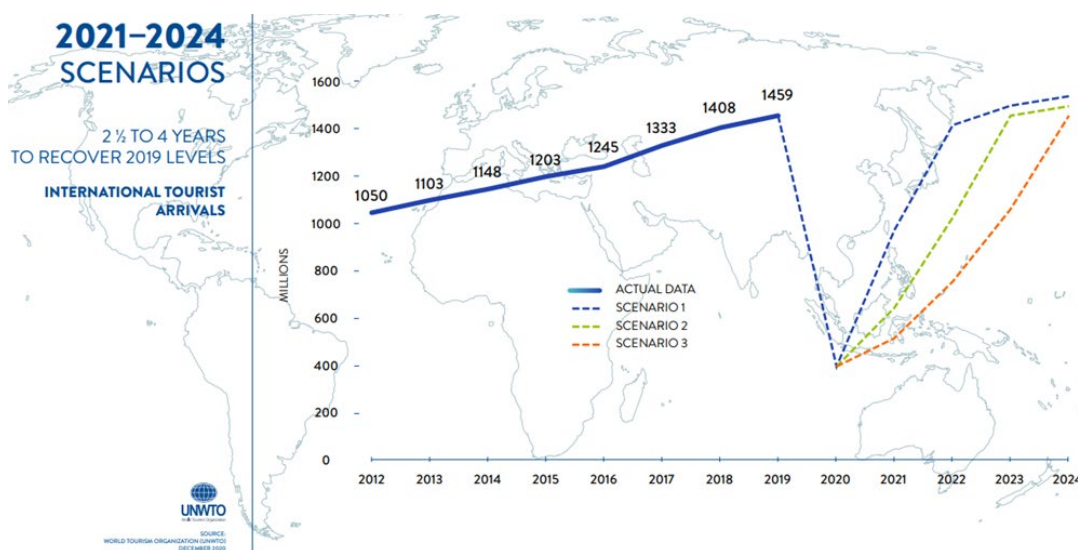 2021–2024
SCENARIOS
2 ½ TO 4 YEARS
TO RECOVER 2019 LEVELS
INTERNATIONAL TOURIST
ARRIVALS
MILLIONS
1600
1400
1200
1000
800
600
400
200
0
1050
1103
1148
1203
1245
1333
1408
1459
ACTUAL DATA
SCENARIO 1
SCENARIO 2
SCENARIO 3
2012
2013
2014
2015
2016
2017
2018
2019
2020
2021
2022
2023
2024
UNWTO
SOURCE:
WORLD TOURISM ORGANIZATION (UNWTO)
DECEMBER 2020